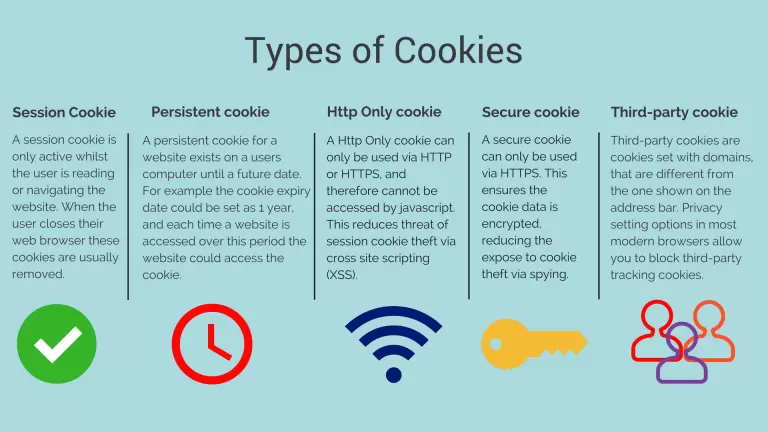 Types of Cookies
Session Cookie
A session cookie is
only active whilst
the user is reading
or navigating the
website. When the
user closes their
web browser these
cookies are usually
removed.
Persistent cookie
A persistent cookie for a
website exists on a users
computer until a future date.
For example the cookie expiry
date could be set as 1 year,
and each time a website is
accessed over this period the
website could access the
cookie.
Http Only cookie
A Http Only cookie can
only be used via HTTP
or HTTPS, and
therefore cannot be
accessed by javascript.
This reduces threat of
session cookie theft via
cross site scripting
(XSS).
Secure cookie
A secure cookie
can only be used
via HTTPS. This
ensures the
cookie data is
encrypted,
reducing the
expose to cookie
theft via spying.
Third-party cookie
Third-party cookies are
cookies set with domains,
that are different from
the one shown on the
address bar. Privacy
setting options in most
modern browsers allow
you to block third-party
tracking cookies.